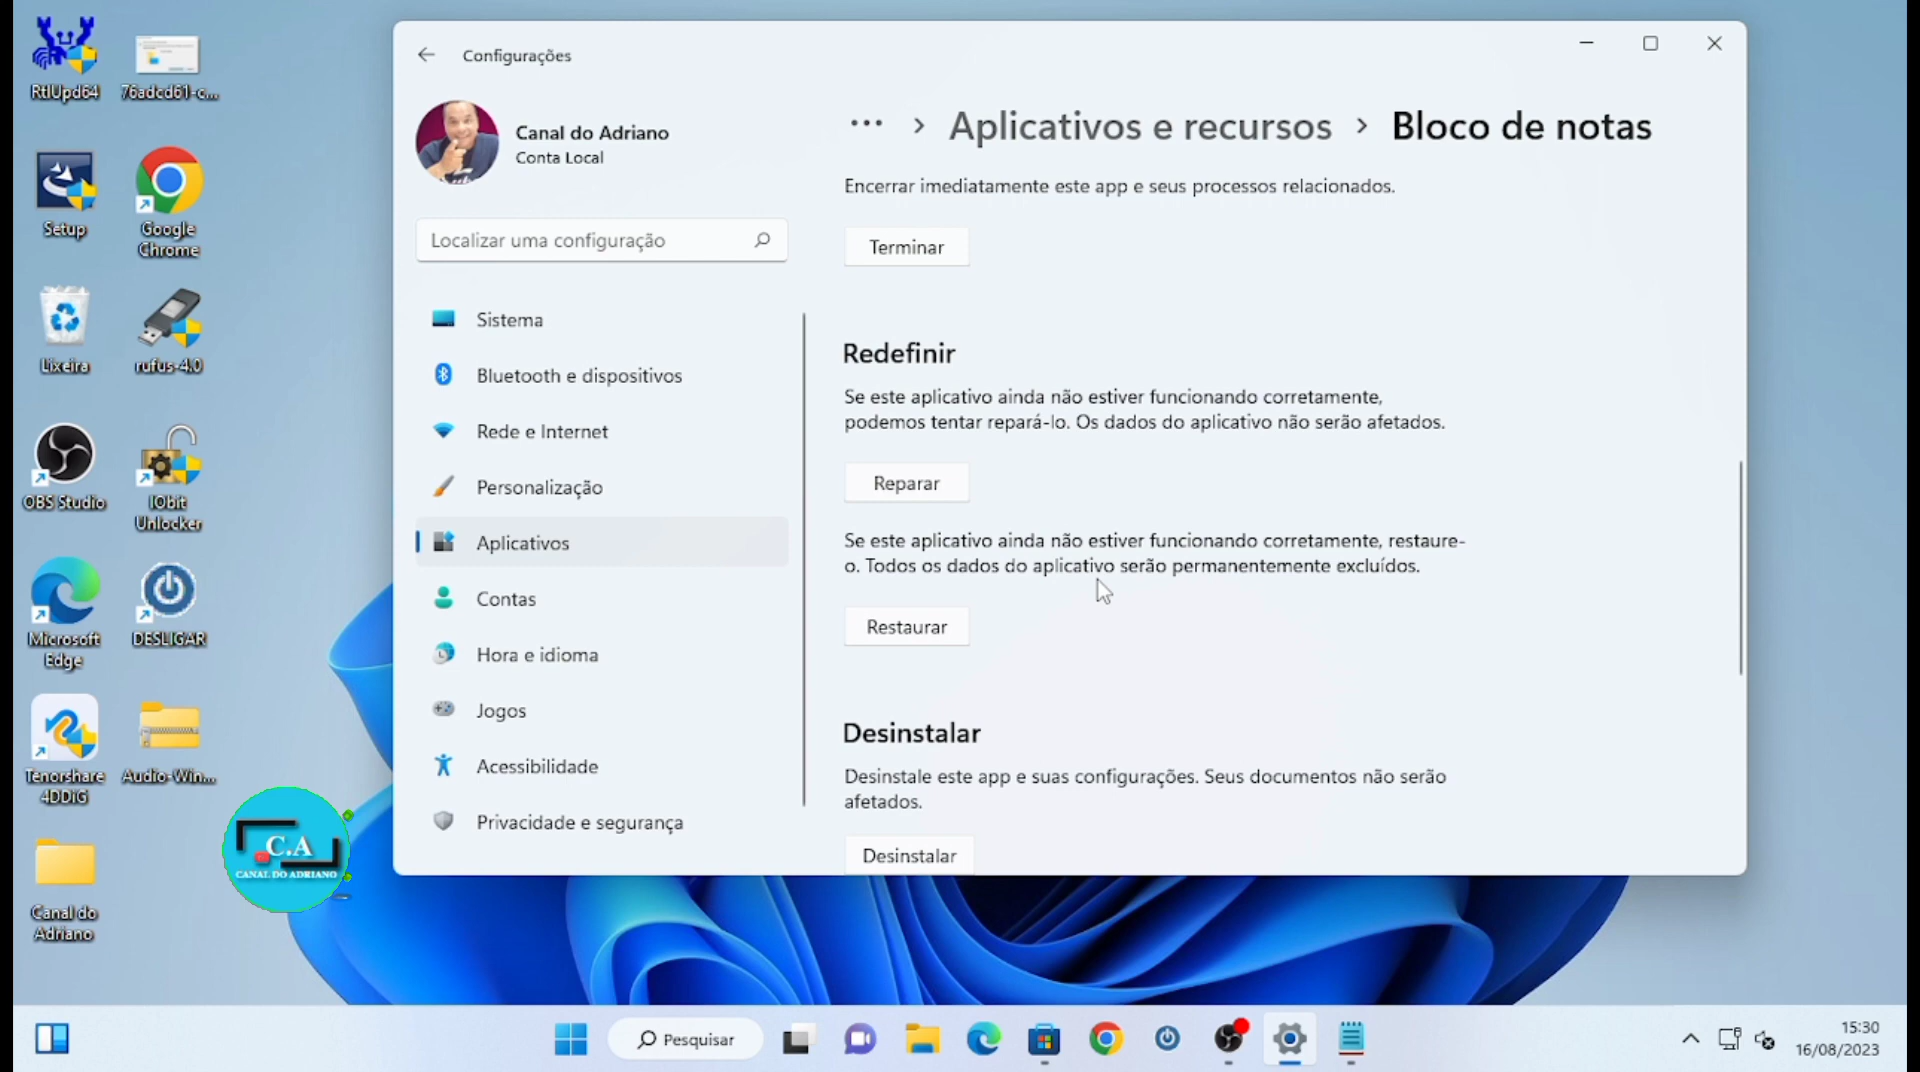 RtlUpd64
76adcd61-c...
Setup
Google
Chrome
Lixeira
rufus-4.0
OBS Studio
IObit
Unlocker
Microsoft
Edge
DESLIGAR
Tenorshare
4DDiG
Audio-Win...
Canal do
Adriano
C.A
CANAL DO ADRIANO
Configurações
Canal do Adriano
Conta Local
Localizar uma configuração
Sistema
Bluetooth e dispositivos
Rede e Internet
Personalização
Aplicativos
Contas
Hora e idioma
Jogos
Acessibilidade
Privacidade e segurança
... > Aplicativos e recursos > Bloco de notas
Encerrar imediatamente este app e seus processos relacionados.
Terminar
Redefinir
Se este aplicativo ainda não estiver funcionando corretamente,
podemos tentar repará-lo. Os dados do aplicativo não serão afetados.
Reparar
Se este aplicativo ainda não estiver funcionando corretamente, restaure-
o. Todos os dados do aplicativo serão permanentemente excluídos.
Restaurar
Desinstalar
Desinstale este app e suas configurações. Seus documentos não serão
afetados.
Desinstalar
Pesquisar
15:30
16/08/2023